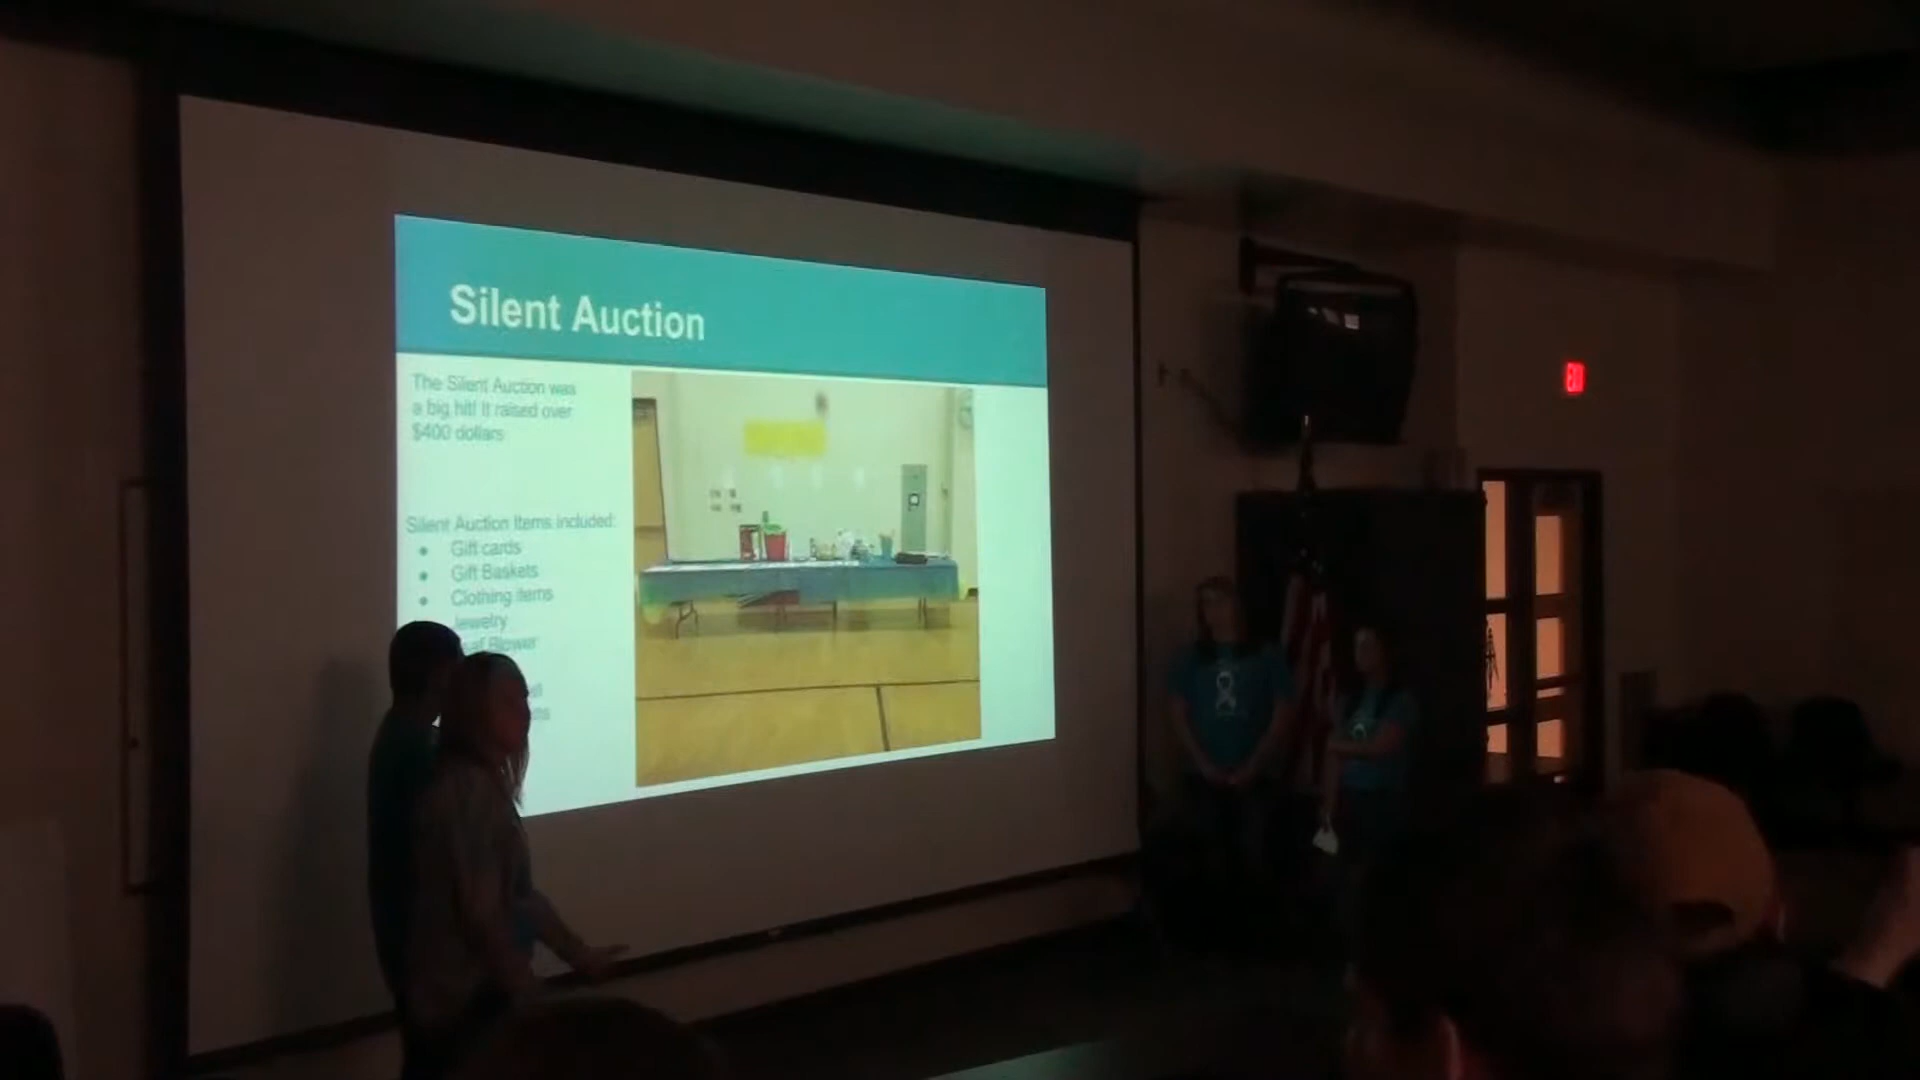 Silent Auction
The Silent Auction was
a big hit! It raised over
$400 dollars
Silent Auction Items included:
Gift cards
Gift Baskets
Clothing items
Jewelry
Blower